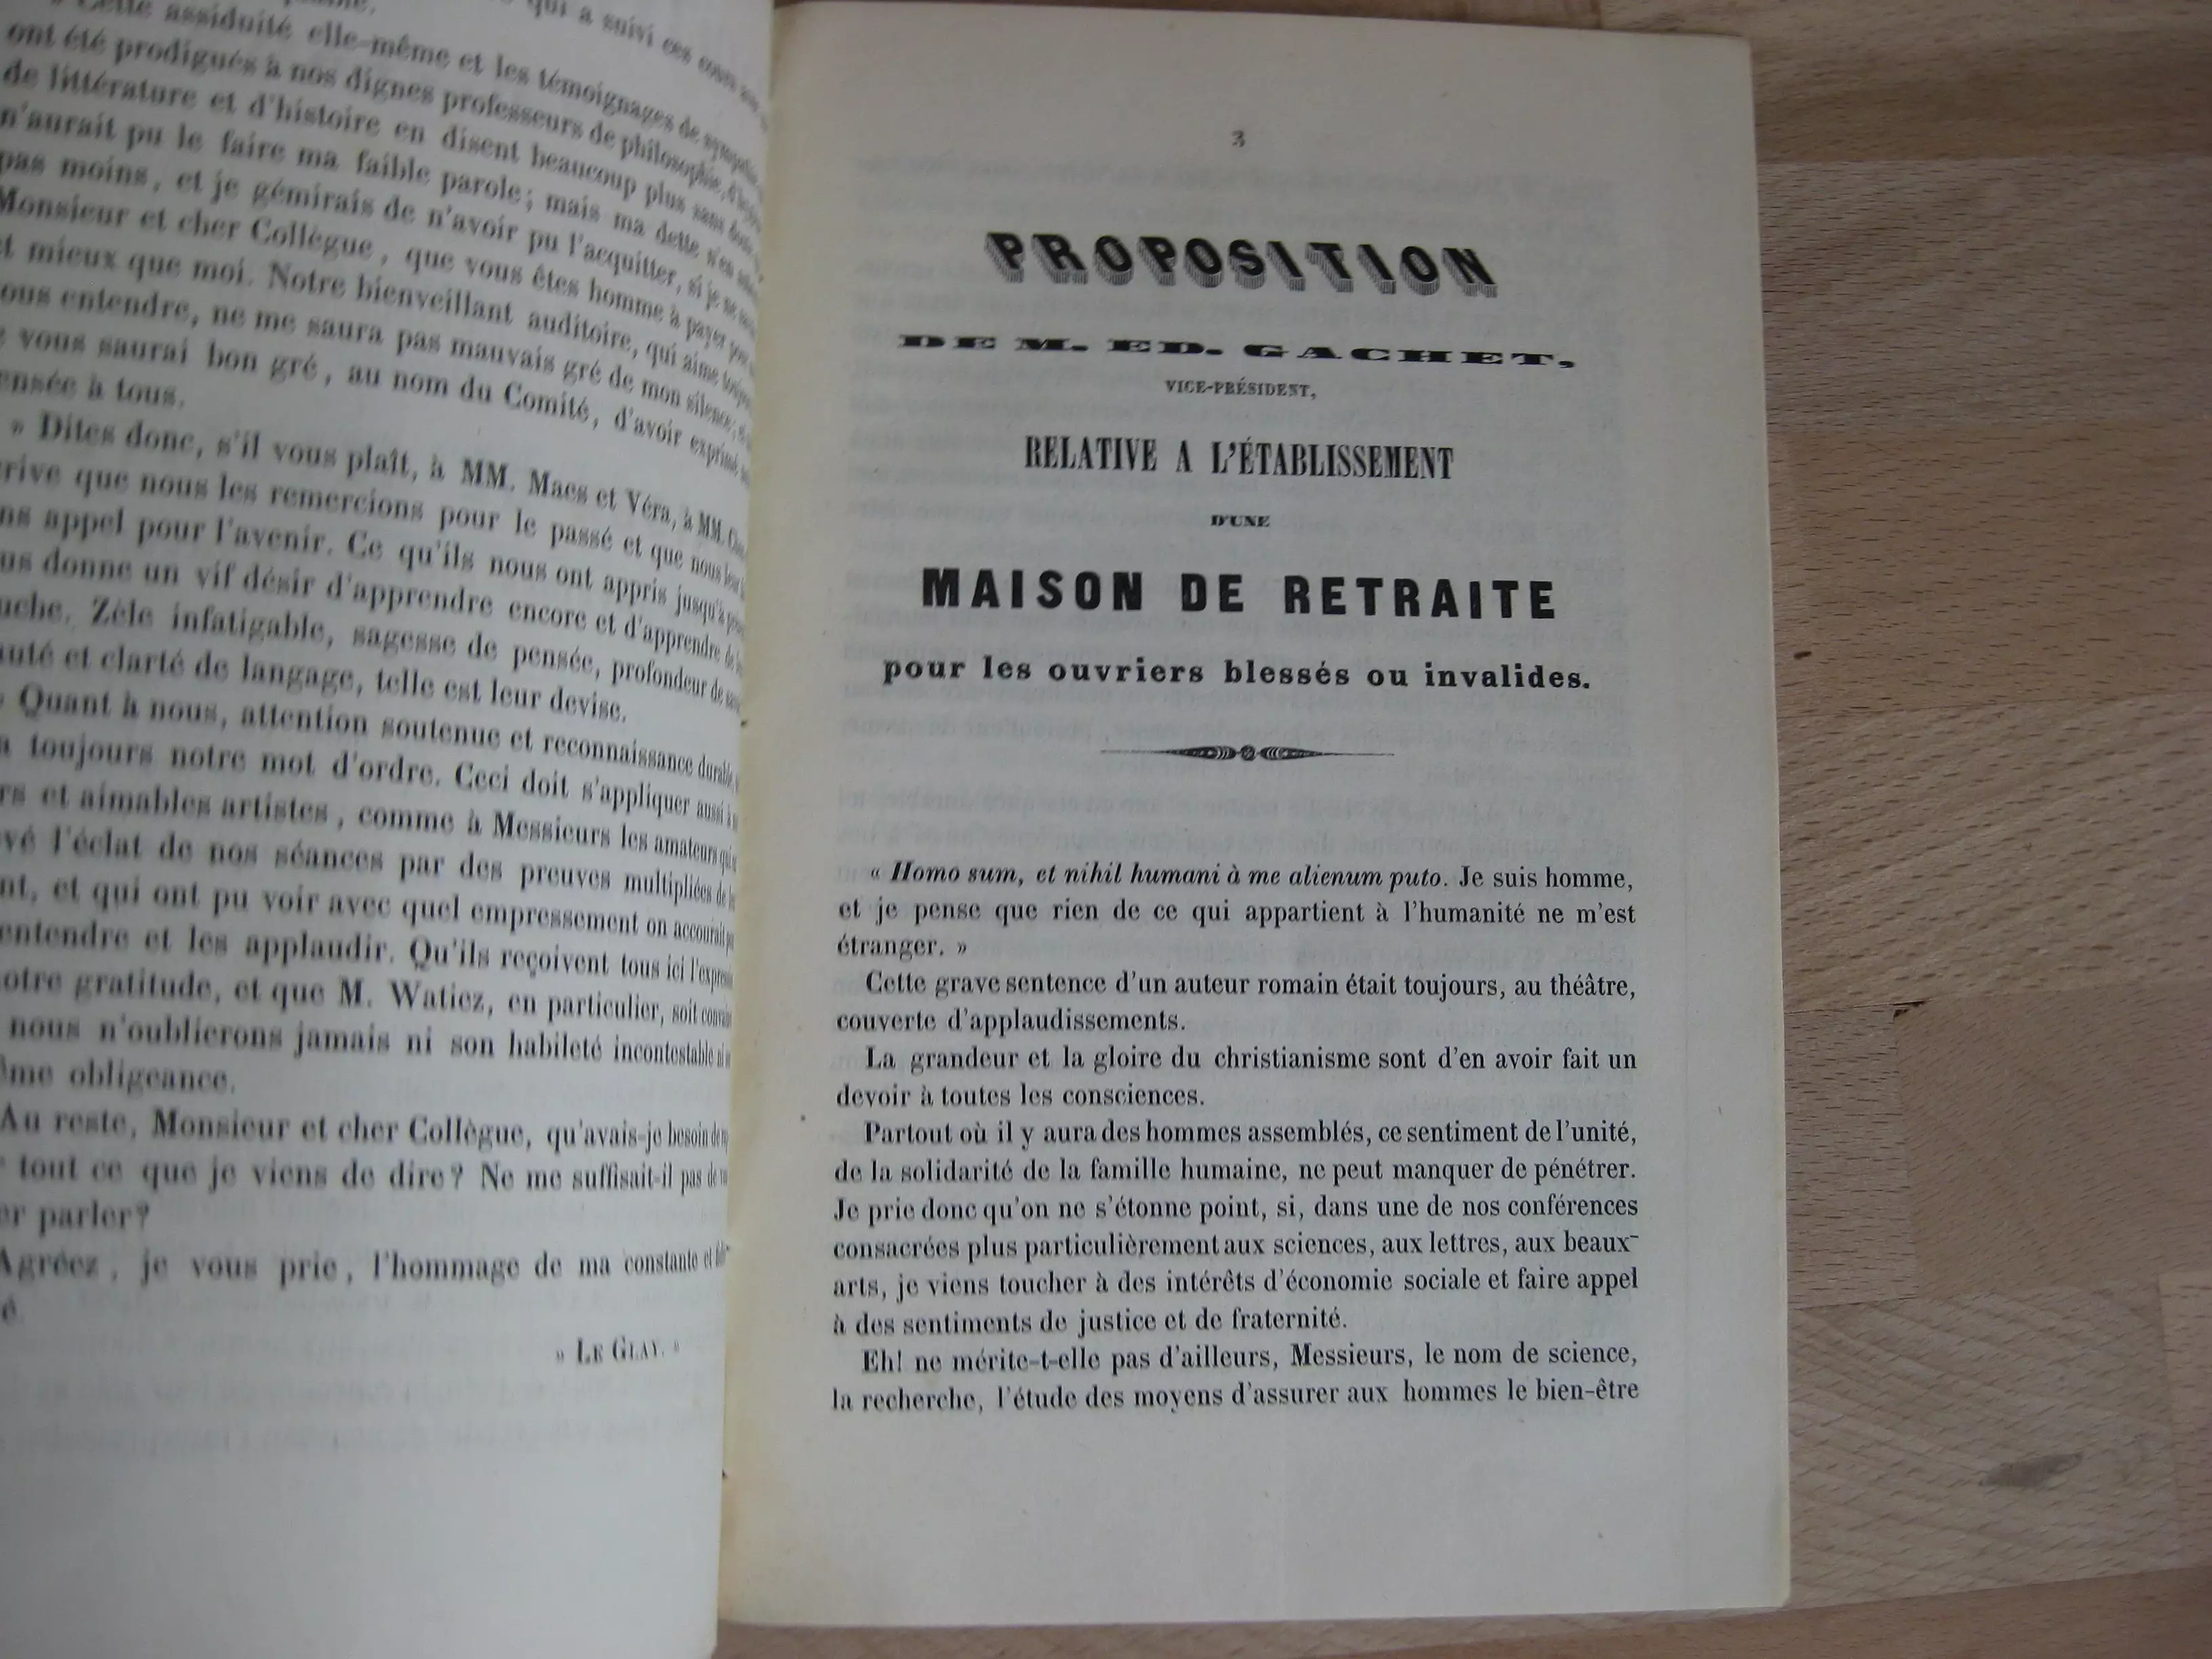 qui a suivi ces
» Cette assiduité elle-même et les témoignages de
ont été prodigués à nos dignes professeurs de philosophie,
de littérature et d'histoire en disent beaucoup plus sans
n'aurait pu le faire ma faible parole; mais ma dette n'en
pas moins, et je gémirais de n'avoir pu l'acquitter, si je ne
Monsieur et cher Collègue, que vous êtes homme à payer
mieux que moi. Notre bienveillant auditoire, qui aime
entendre, ne me saura pas mauvais gré de mon silence;
vous saurai bon gré, au nom du Comité, d'avoir exprimé
à tous.
» Dites donc, s'il vous plaît, à MM. Maes et Véra, à MM.
que nous les remercions pour le passé et que nous
appel pour l'avenir. Ce qu'ils nous ont appris jusqu'à
donne un vif désir d'apprendre encore et d'apprendre de
Zèle infatigable, sagesse de pensée, profondeur de
et clarté de langage, telle est leur devise.
» Quant à nous, attention soutenue et reconnaissance durable,
toujours notre mot d'ordre. Ceci doit s'appliquer aussi à
et aimables artistes, comme à Messieurs les amateurs qui
l'éclat de nos séances par des preuves multipliées de
et qui ont pu voir avec quel empressement on accourait
entendre et les applaudir. Qu'ils reçoivent tous ici
gratitude, et que M. Watiez, en particulier, soit
nous n'oublierons jamais ni son habileté incontestable ni
obligeance.
Au reste, Monsieur et cher Collègue, qu'avais-je besoin de
tout ce que je viens de dire? Ne me suffisait-il pas de
parler?
Agréez, je vous prie, l'hommage de ma constante et
» LE GLAY. »
3
PROPOSITION
DE M. ED. GACHET,
VICE-PRÉSIDENT,
RELATIVE A L'ÉTABLISSEMENT
D'UNE
MAISON DE RETRAITE
pour les ouvriers blessés ou invalides.
« Homo sum, et nihil humani à me alienum puto. Je suis homme,
et je pense que rien de ce qui appartient à l'humanité ne m'est
étranger. »
Cette grave sentence d'un auteur romain était toujours, au théâtre,
couverte d'applaudissements.
La grandeur et la gloire du christianisme sont d'en avoir fait un
devoir à toutes les consciences.
Partout où il y aura des hommes assemblés, ce sentiment de l'unité,
de la solidarité de la famille humaine, ne peut manquer de pénétrer.
Je prie donc qu'on ne s'étonne point, si, dans une de nos conférences
consacrées plus particulièrement aux sciences, aux lettres, aux beaux-
arts, je viens toucher à des intérêts d'économie sociale et faire appel
à des sentiments de justice et de fraternité.
Eh! ne mérite-t-elle pas d'ailleurs, Messieurs, le nom de science,
la recherche, l'étude des moyens d'assurer aux hommes le bien-être